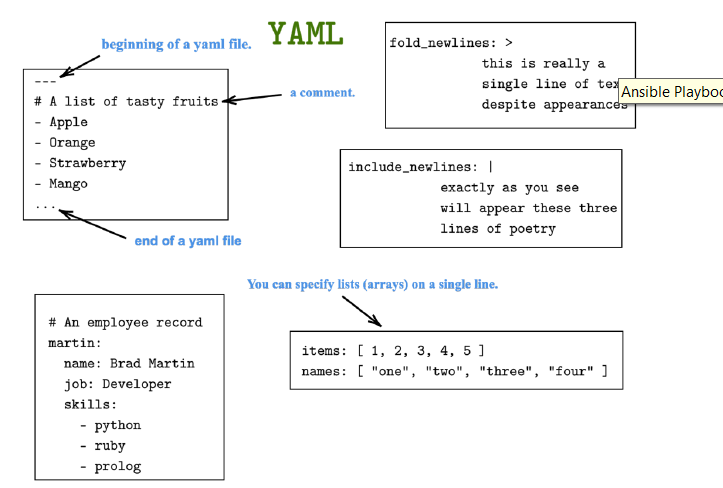 YAML
beginning of a yaml file.
---
# A list of tasty fruits
- Apple
- Orange
- Strawberry
- Mango
...
a comment.
end of a yaml file
fold_newlines: >
this is really a
single line of
despite appearances
Ansible
include_newlines: |
exactly as you see
will appear these three
lines of poetry
# An employee record
martin:
name: Brad Martin
job: Developer
skills:
- python
- ruby
- prolog
You can specify lists (arrays) on a single line.
items: [ 1, 2, 3, 4, 5 ]
names: [ "one", "two", "three", "four" ]